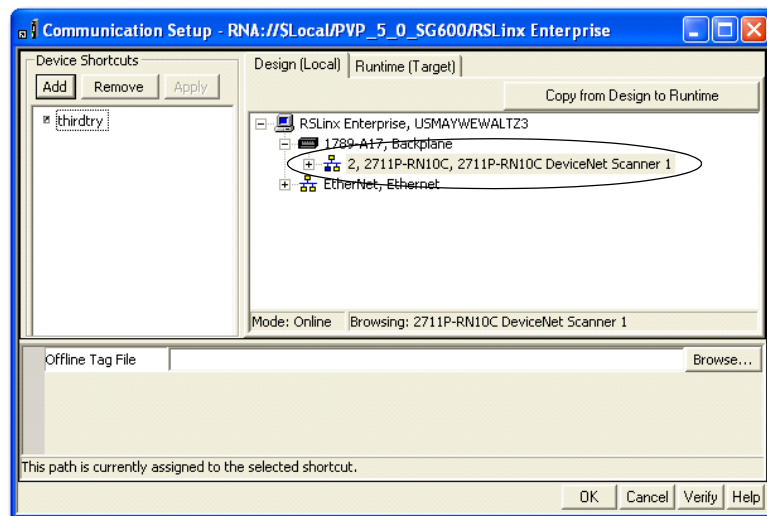 Communication Setup - RNA://$Local/PVP_5_0_SG600/RSLinx Enterprise
Device Shortcuts
Add Remove Apply
thirdtry
Design (Local) Runtime (Target)
Copy from Design to Runtime
RSLinx Enterprise, USMAYWEWALTZ3
1789-A17, Backplane
2, 2711P-RN10C, 2711P-RN10C DeviceNet Scanner 1
EtherNet, Ethernet
Mode: Online Browsing: 2711P-RN10C DeviceNet Scanner 1
Offline Tag File Browse...
This path is currently assigned to the selected shortcut.
OK Cancel Verify Help